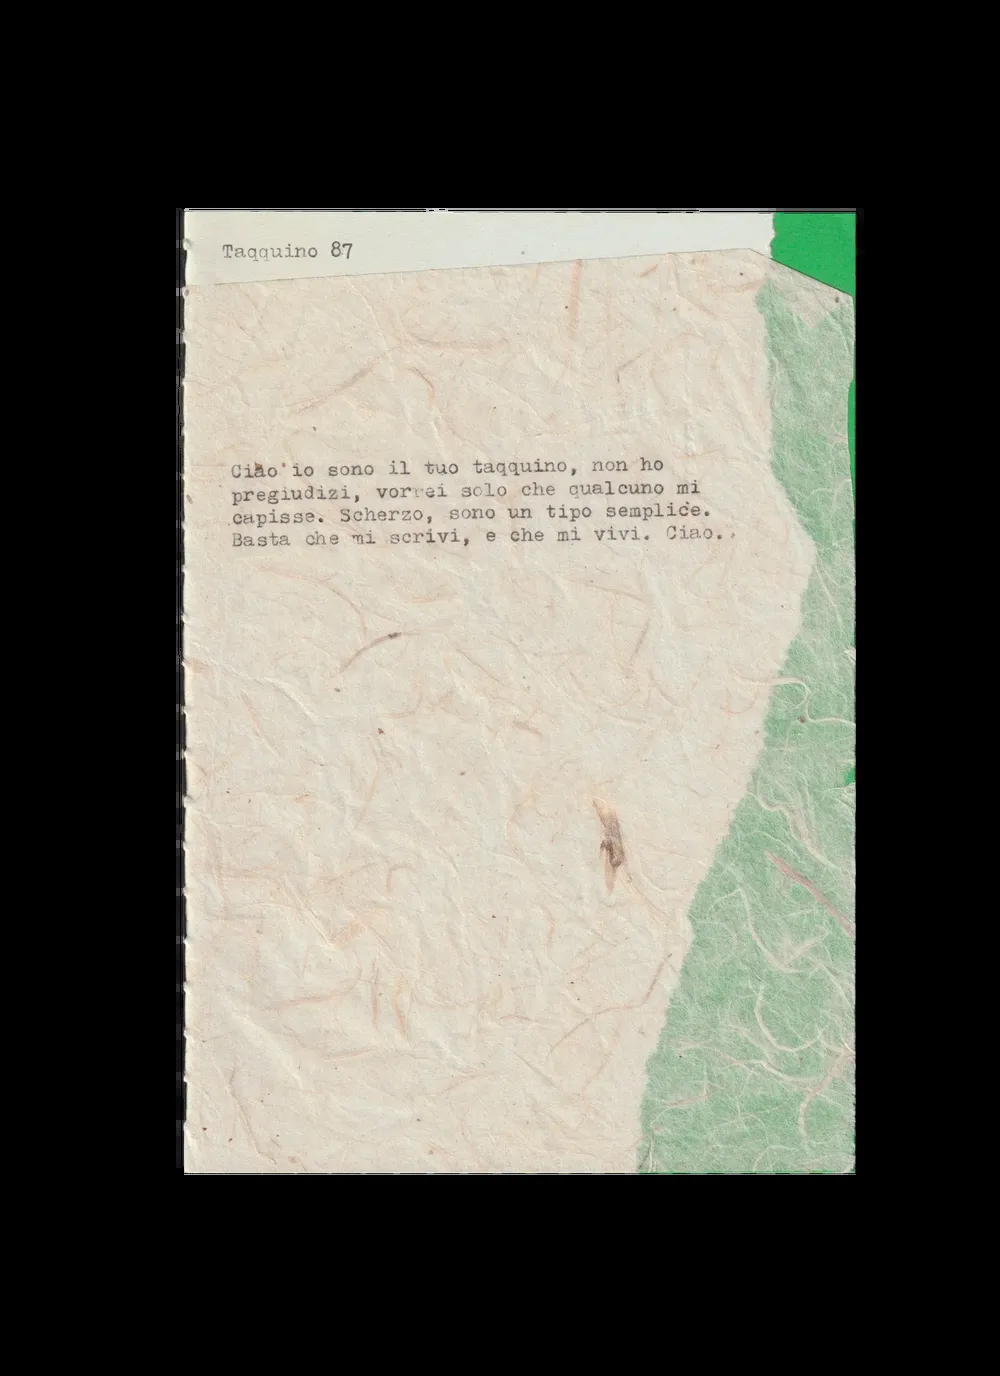 Taqquino 87
Ciao io sono il tuo taqquino, non ho
pregiudizi, vorrei solo che qualcuno mi
capisse. Scherzo, sono un tipo semplice.
Basta che mi scrivi, e che mi vivi. Ciao.